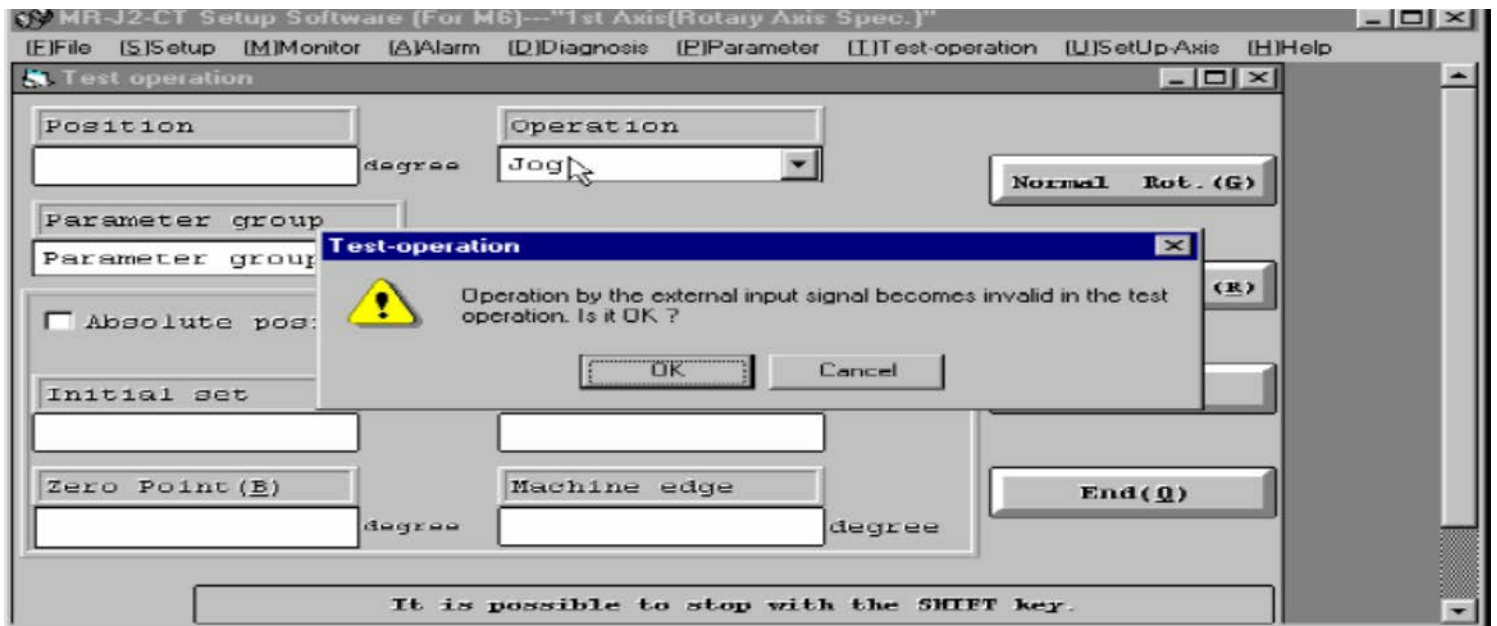 MR-J2-CT Setup Software (For M6)---"1st Axis(Rotary Axis Spec.)"
[F]File [S]Setup [M]Monitor [A]Alarm [D]Diagnosis [P]Parameter [T]Test-operation [U]SetUp-Axis [H]Help
Test operation
Position Operation
degree Jog
Normal Rot.(G)
Parameter group
Parameter group
Test-operation
Operation by the external input signal becomes invalid in the test
operation. Is it OK ?
(R)
Absolute pos
OK Cancel
Initial set
Zero Point(B) Machine edge
End(Q)
degree degree
It is possible to stop with the SHIFT key.